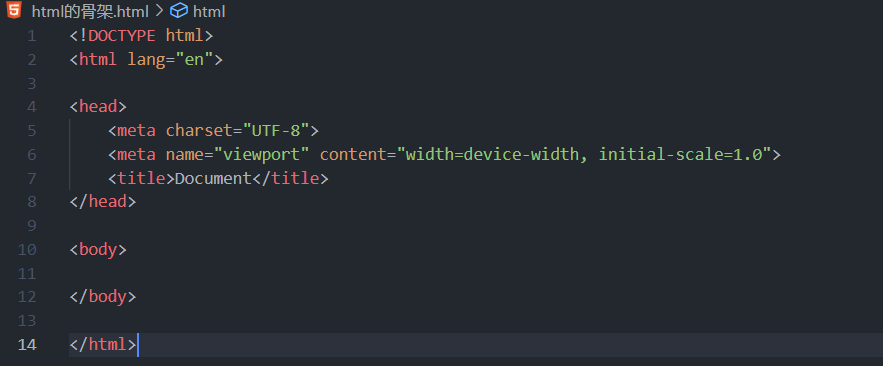 html的骨架.html > html
1 <!DOCTYPE html>
2 <html lang="en">
3
4 <head>
5     <meta charset="UTF-8">
6     <meta name="viewport" content="width=device-width, initial-scale=1.0">
7     <title>Document</title>
8 </head>
9
10 <body>
11
12 </body>
13
14 </html>